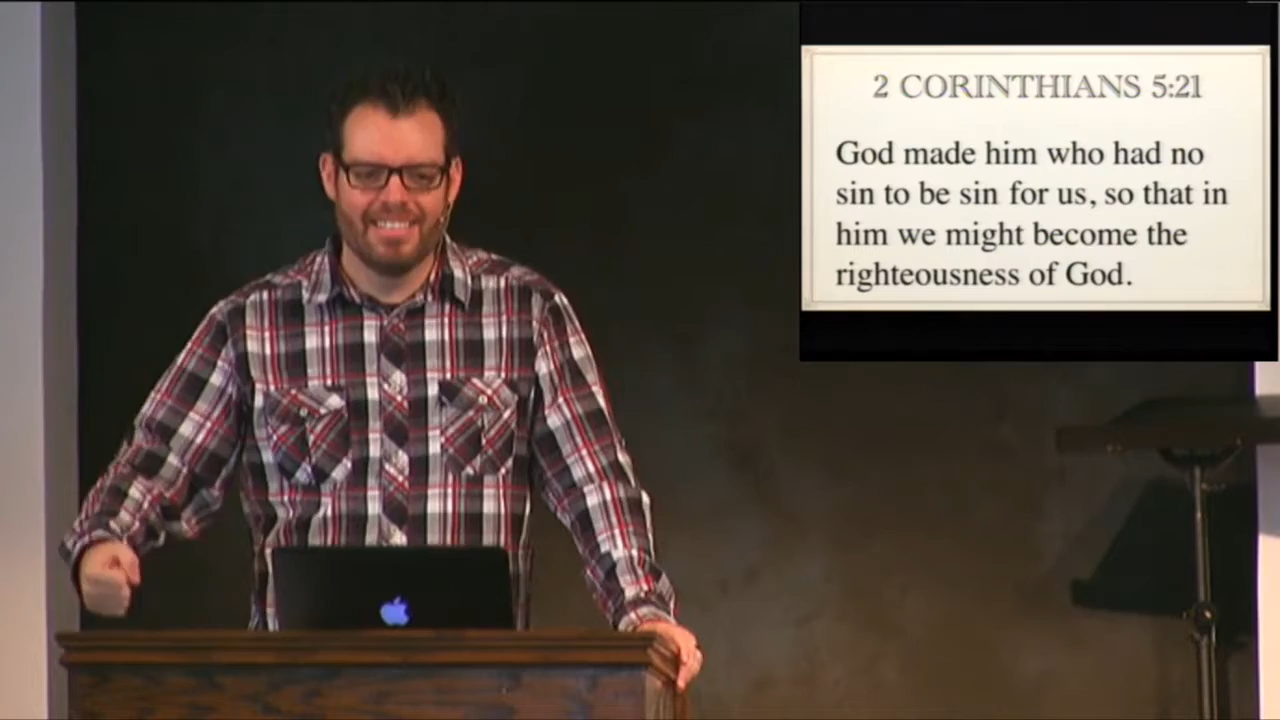 2 CORINTHIANS 5:21
God made him who had no
sin to be sin for us, so that in
him we might become the
righteousness of God.